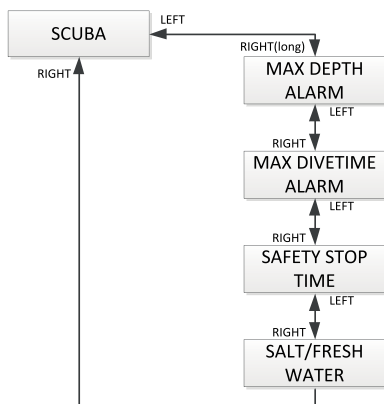 SCUBA
LEFT
RIGHT(long)
RIGHT
MAX DEPTH
ALARM
LEFT
RIGHT
MAX DIVETIME
ALARM
LEFT
RIGHT
SAFETY STOP
TIME
LEFT
RIGHT
SALT/FRESH
WATER